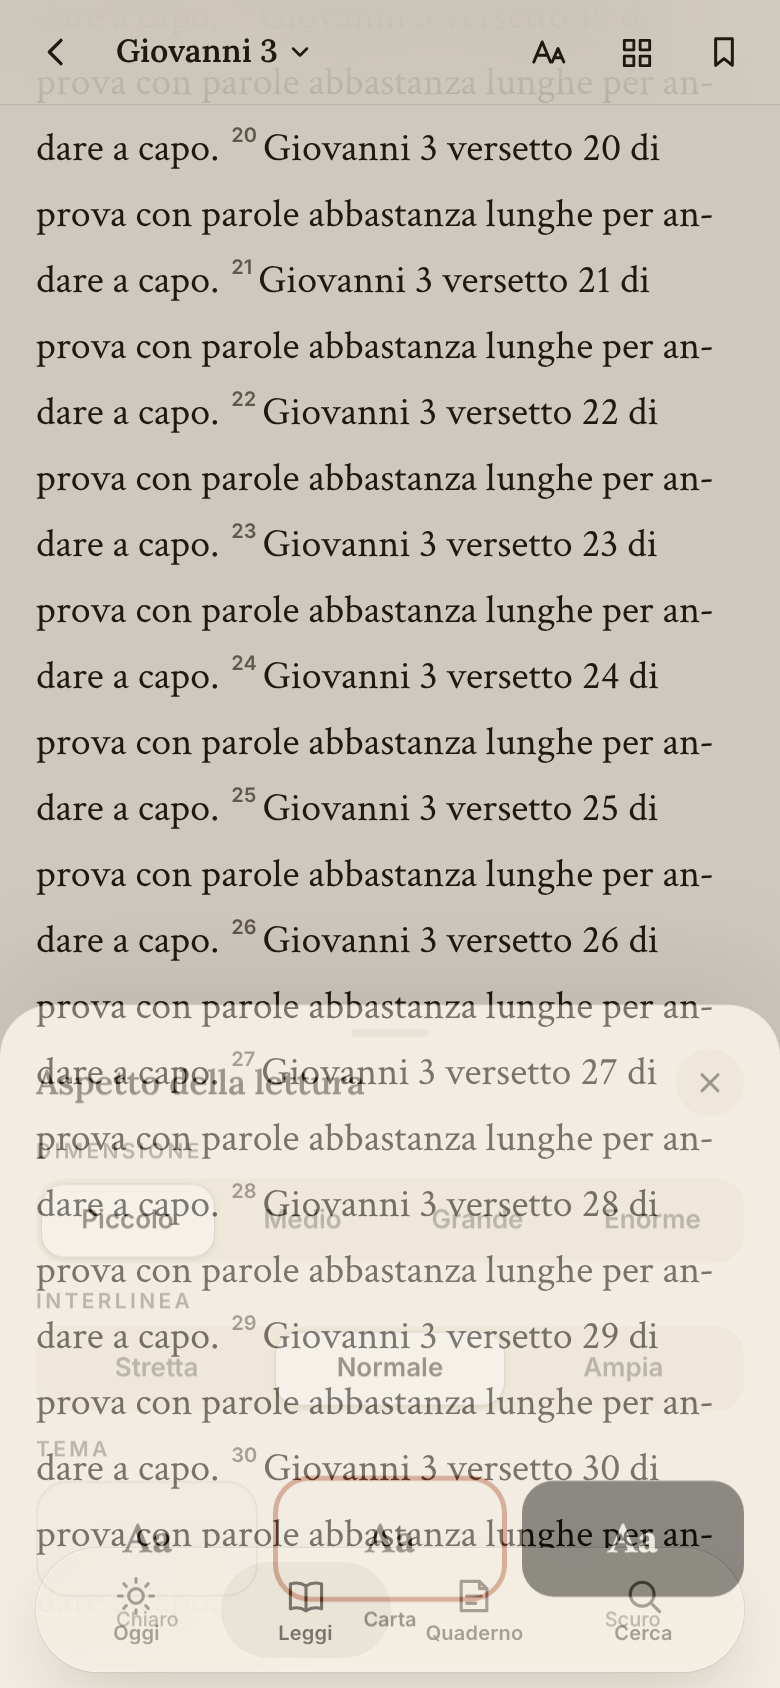 dare a capo. 19 Giovanni 3 versetto 19 di
Giovanni 3
prova con parole abbastanza lunghe per an-
dare a capo. 20 Giovanni 3 versetto 20 di
prova con parole abbastanza lunghe per an-
dare a capo. 21 Giovanni 3 versetto 21 di
prova con parole abbastanza lunghe per an-
dare a capo. 22 Giovanni 3 versetto 22 di
prova con parole abbastanza lunghe per an-
dare a capo. 23 Giovanni 3 versetto 23 di
prova con parole abbastanza lunghe per an-
dare a capo. 24 Giovanni 3 versetto 24 di
prova con parole abbastanza lunghe per an-
dare a capo. 25 Giovanni 3 versetto 25 di
prova con parole abbastanza lunghe per an-
dare a capo. 26 Giovanni 3 versetto 26 di
prova con parole abbastanza lunghe per an-
dare a capo. 27 Giovanni 3 versetto 27 di
Aspetto della lettura
prova con parole abbastanza lunghe per an-
DIMENSIONE
dare a capo. 28 Giovanni 3 versetto 28 di
Piccolo Medio Grande Enorme
prova con parole abbastanza lunghe per an-
INTERLINEA
dare a capo. 29 Giovanni 3 versetto 29 di
Stretta Normale Ampia
prova con parole abbastanza lunghe per an-
TEMA
dare a capo. 30 Giovanni 3 versetto 30 di
prova con parole abbastanza lunghe per an-
Aa Aa Aa
dare a capo.
Chiaro Carta Scuro
Oggi Leggi Quaderno Cerca